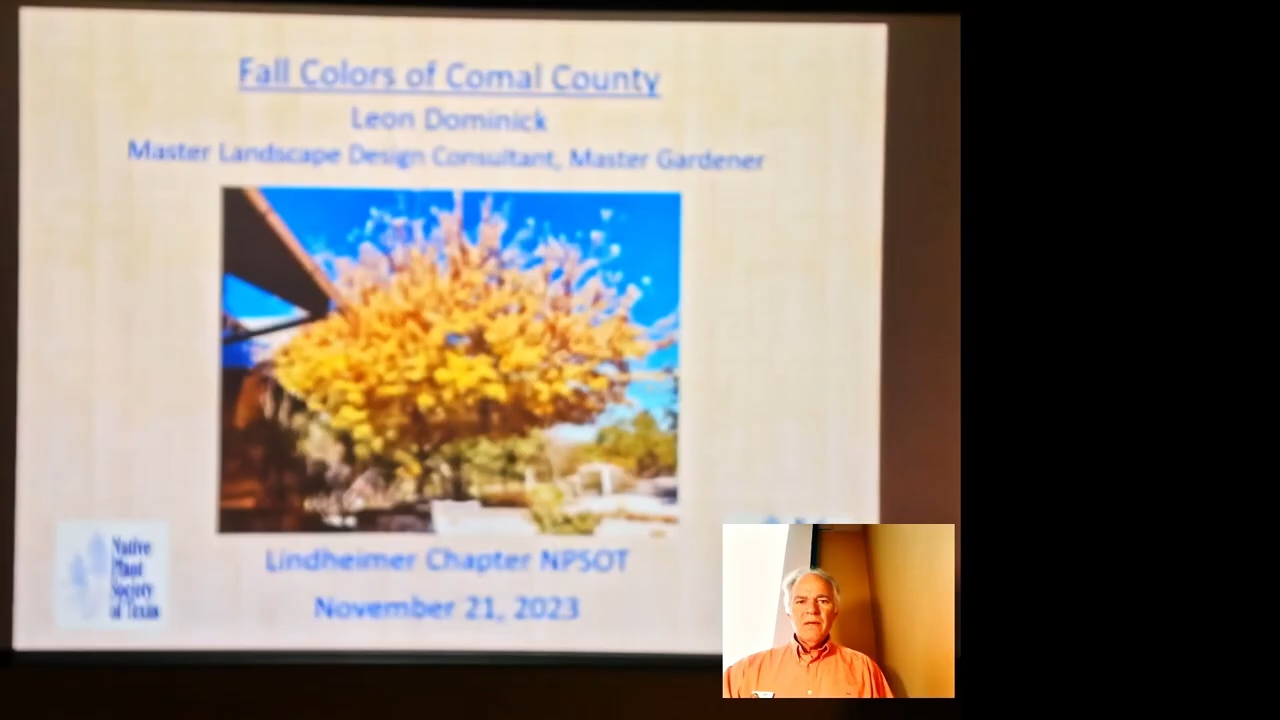 Fall Colors of Comal County
Leon Dominick
Master Landscape Design Consultant, Master Gardener
Native
Plant
Society
of Texas
Lindheimer Chapter NPSOT
November 21, 2023